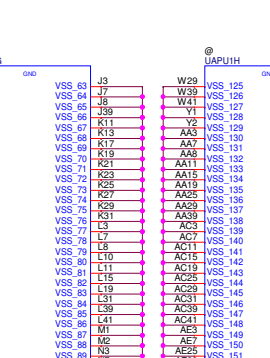 @
UAPU1H
GND
GND
VSS_63 J3 W29 VSS_125
VSS_64 J7 W39 VSS_126
VSS_65 J8 W41 VSS_127
VSS_66 J39 Y1 VSS_128
VSS_67 K11 Y2 VSS_129
VSS_68 K13 AA3 VSS_130
VSS_69 K17 AA7 VSS_131
VSS_70 K19 AA8 VSS_132
VSS_71 K21 AA11 VSS_133
VSS_72 K23 AA15 VSS_134
VSS_73 K25 AA19 VSS_135
VSS_74 K27 AA25 VSS_136
VSS_75 K29 AA29 VSS_137
VSS_76 K31 AA39 VSS_138
VSS_77 L3 AC3 VSS_139
VSS_78 L7 AC7 VSS_140
VSS_79 L8 AC11 VSS_141
VSS_80 L10 AC15 VSS_142
VSS_81 L11 AC19 VSS_143
VSS_82 L15 AC25 VSS_144
VSS_83 L19 AC29 VSS_145
VSS_84 L31 AC31 VSS_146
VSS_85 L39 AC39 VSS_147
VSS_86 L41 AC41 VSS_148
VSS_87 M1 AE3 VSS_149
VSS_88 M2 AE7 VSS_150
VSS_89 N3 AE25 VSS_151